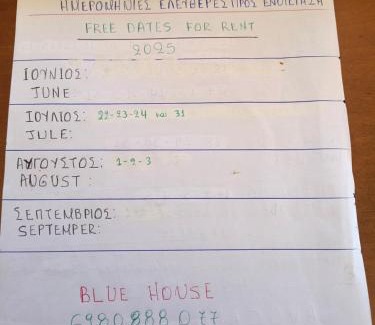 ΗΜΕΡΟΜΗΝΙΕΣ ΕΛΕΥΘΕΡΕΣ ΠΡΟΣ ΕΝΟΙΚΙΑΣΗ
FREE DATES FOR RENT
2025
ΙΟΥΝΙΟΣ:
JUNE
ΙΟΥΛΙΟΣ: 22-23-24 και 31
JULE:
ΑΥΓΟΥΣΤΟΣ: 1-2-3
AUGUST :
ΣΕΠΤΕΜΒΡΙΟΣ:
SEPTEMPER:
BLUE HOUSE
6980888077